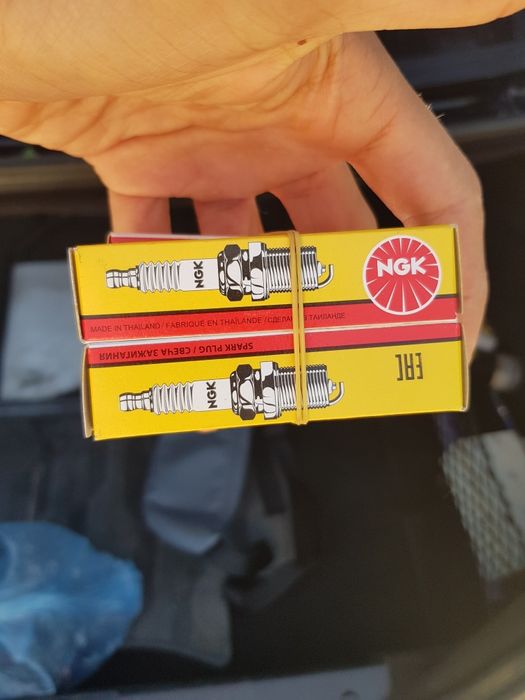 NGK
NGK
MADE IN THAILAND / FABRIQUÉ EN THAÏLANDE / СДЕЛАНО В ТАИЛАНДЕ
SPARK PLUG / СВЕЧА ЗАЖИГАНИЯ
NGK
EAC